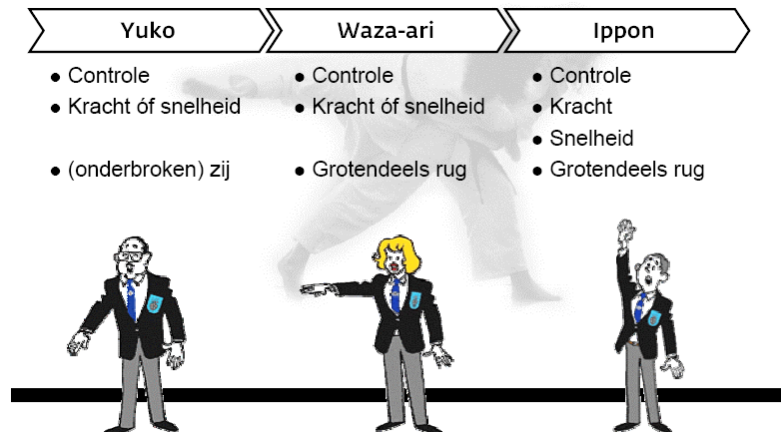 Yuko
Waza-ari
Ippon
• Controle
• Kracht óf snelheid
• (onderbroken) zij
• Controle
• Kracht óf snelheid
• Grotendeels rug
• Controle
• Kracht
• Snelheid
• Grotendeels rug